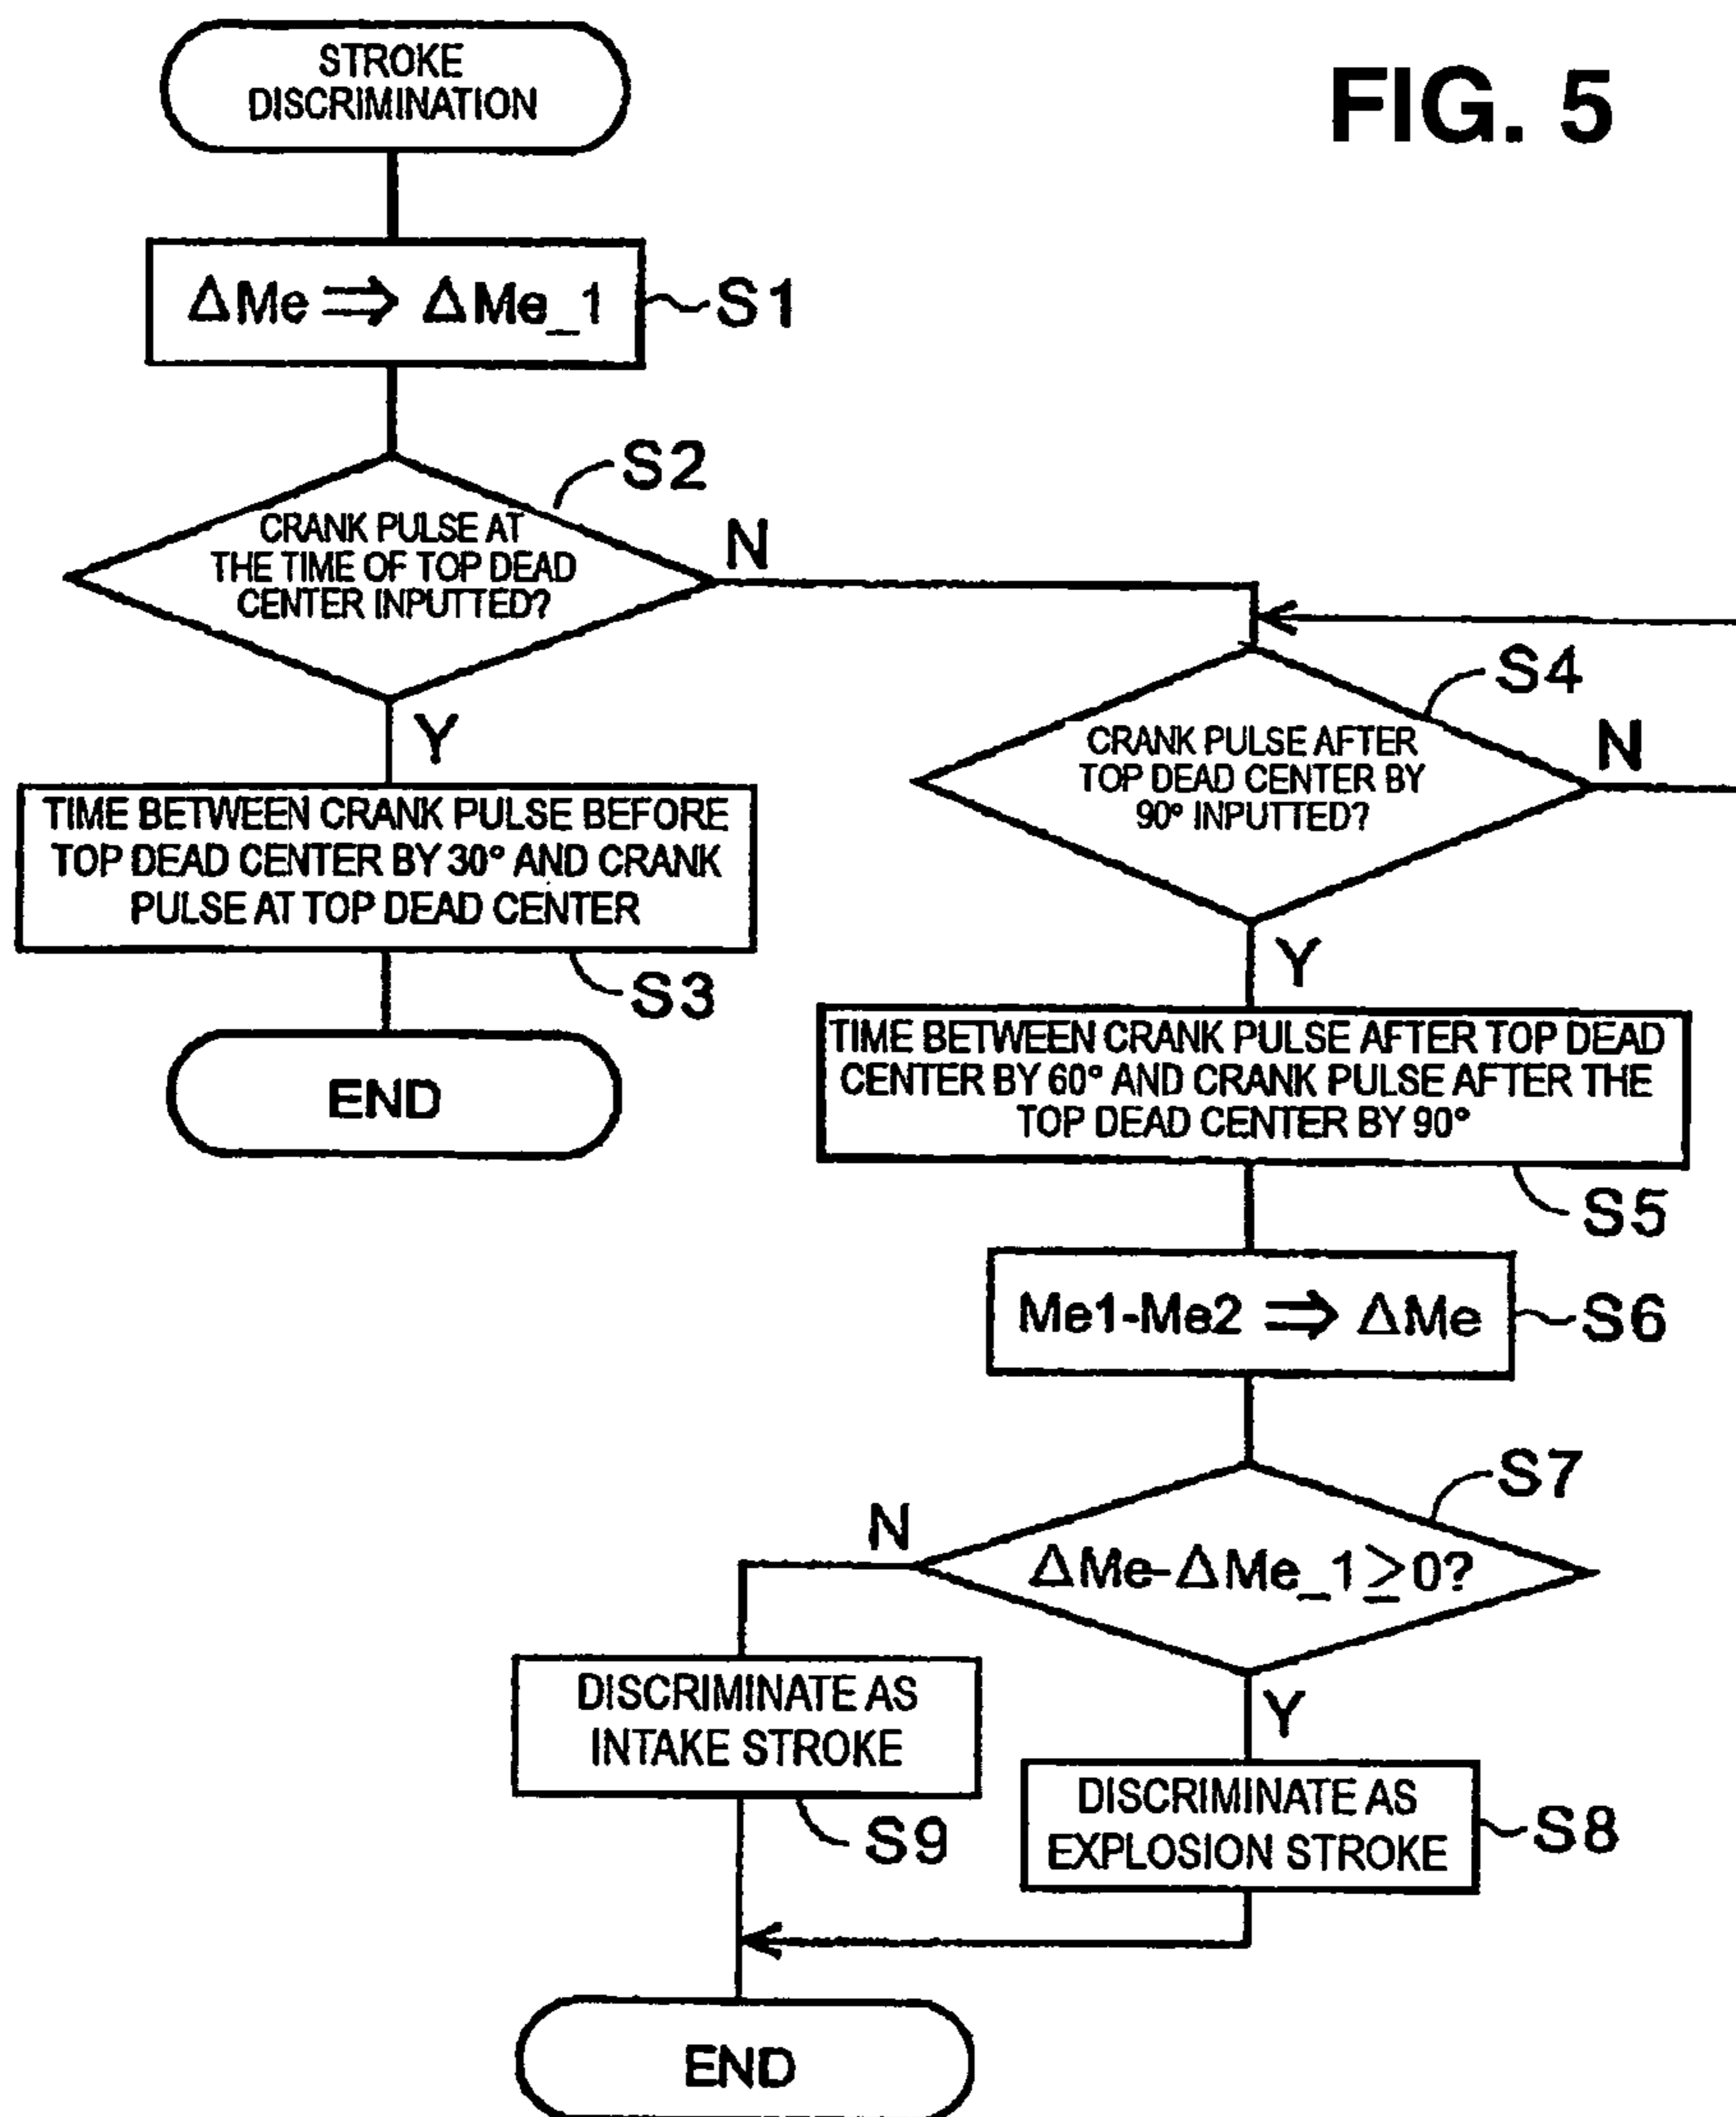 FIG. 5
STROKE
DISCRIMINATION
ΔMe ⇒ ΔMe_1
S1
S2
CRANK PULSE AT
THE TIME OF TOP DEAD
CENTER INPUTTED?
N
Y
TIME BETWEEN CRANK PULSE BEFORE
TOP DEAD CENTER BY 30° AND CRANK
PULSE AT TOP DEAD CENTER
S3
END
S4
CRANK PULSE AFTER
TOP DEAD CENTER BY
90° INPUTTED?
N
Y
TIME BETWEEN CRANK PULSE AFTER TOP DEAD
CENTER BY 60° AND CRANK PULSE AFTER THE
TOP DEAD CENTER BY 90°
S5
Me1-Me2 ⇒ ΔMe
S6
S7
ΔMe-ΔMe_1≥0?
N
Y
DISCRIMINATE AS
INTAKE STROKE
S9
DISCRIMINATE AS
EXPLOSION STROKE
S8
END